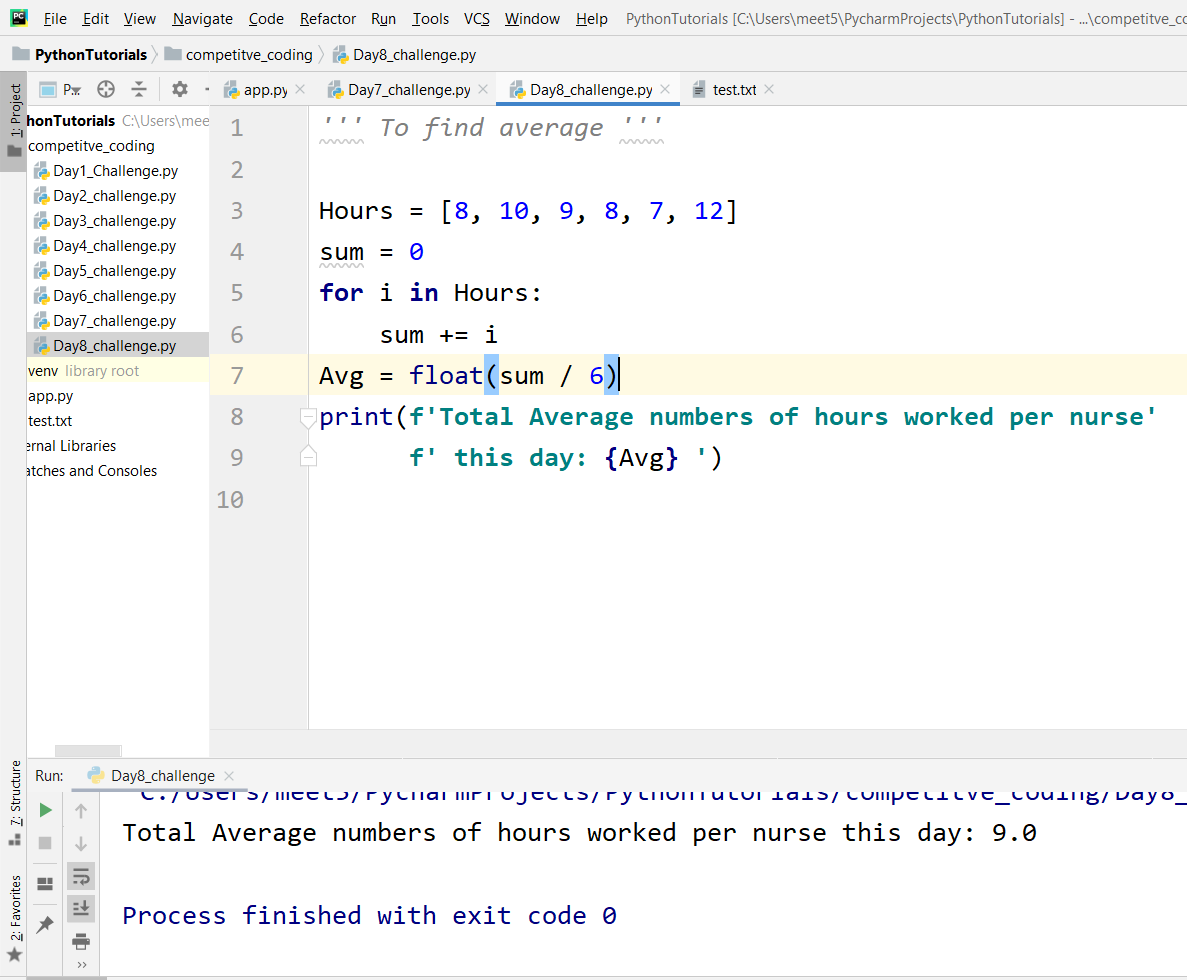 File Edit View Navigate Code Refactor Run Tools VCS Window Help PythonTutorials [C:\Users\meet5\PycharmProjects\PythonTutorials] - ...\competitve_co
PythonTutorials competitve_coding Day8_challenge.py
1: Project
P...
app.py Day7_challenge.py Day8_challenge.py test.txt
honTutorials C:\Users\mee
competitve_coding
Day1_Challenge.py
Day2_challenge.py
Day3_challenge.py
Day4_challenge.py
Day5_challenge.py
Day6_challenge.py
Day7_challenge.py
Day8_challenge.py
venv library root
app.py
test.txt
ernal Libraries
atches and Consoles
1 ''' To find average '''
2
3 Hours = [8, 10, 9, 8, 7, 12]
4 sum = 0
5 for i in Hours:
6 sum += i
7 Avg = float(sum / 6)
8 print(f'Total Average numbers of hours worked per nurse'
9 f' this day: {Avg} ')
10
7: Structure
2: Favorites
Run: Day8_challenge
C:/Users/meet5/PycharmProjects/PythonTutorials/competitve_coding/Day8_
Total Average numbers of hours worked per nurse this day: 9.0
Process finished with exit code 0